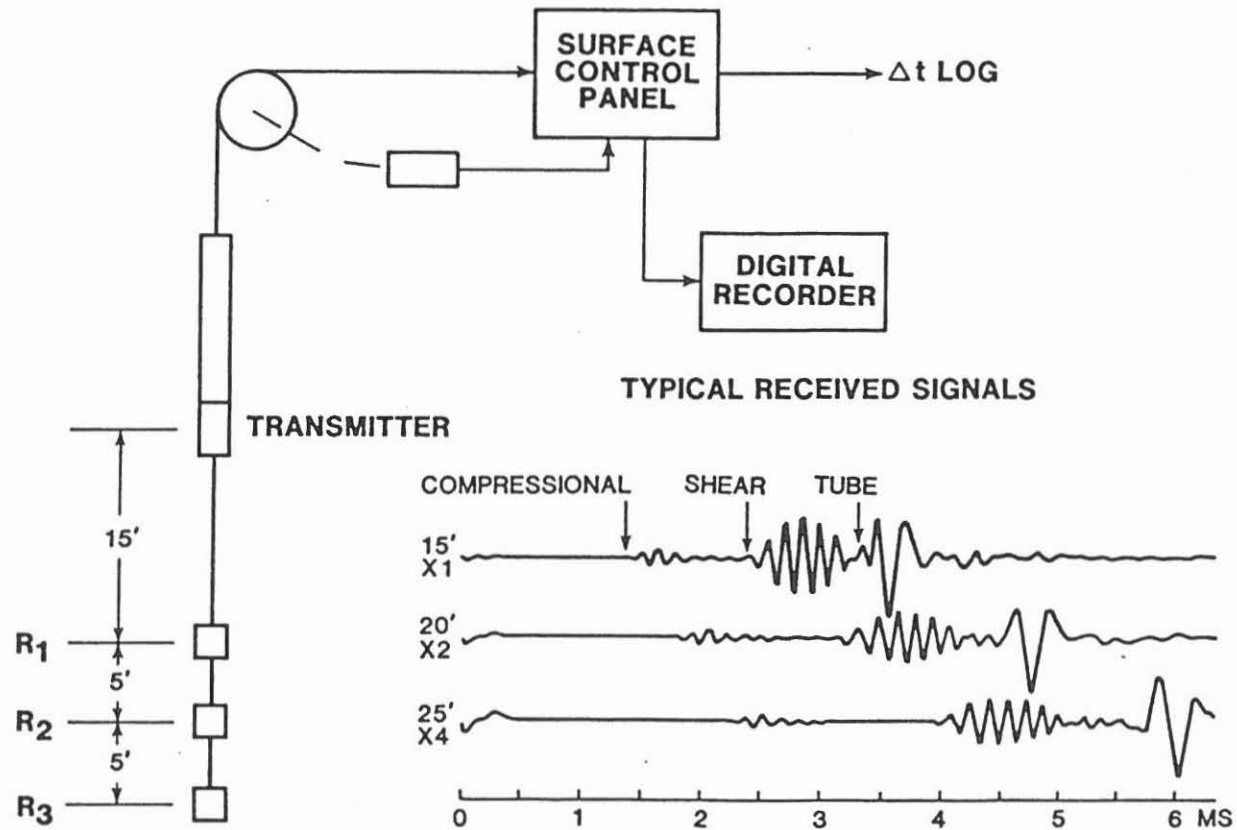 SURFACE
CONTROL
PANEL
Δt LOG
DIGITAL
RECORDER
TYPICAL RECEIVED SIGNALS
TRANSMITTER
15′
R1
5′
R2
5′
R3
COMPRESSIONAL SHEAR TUBE
15′
X1
20′
X2
25′
X4
0 1 2 3 4 5 6 MS